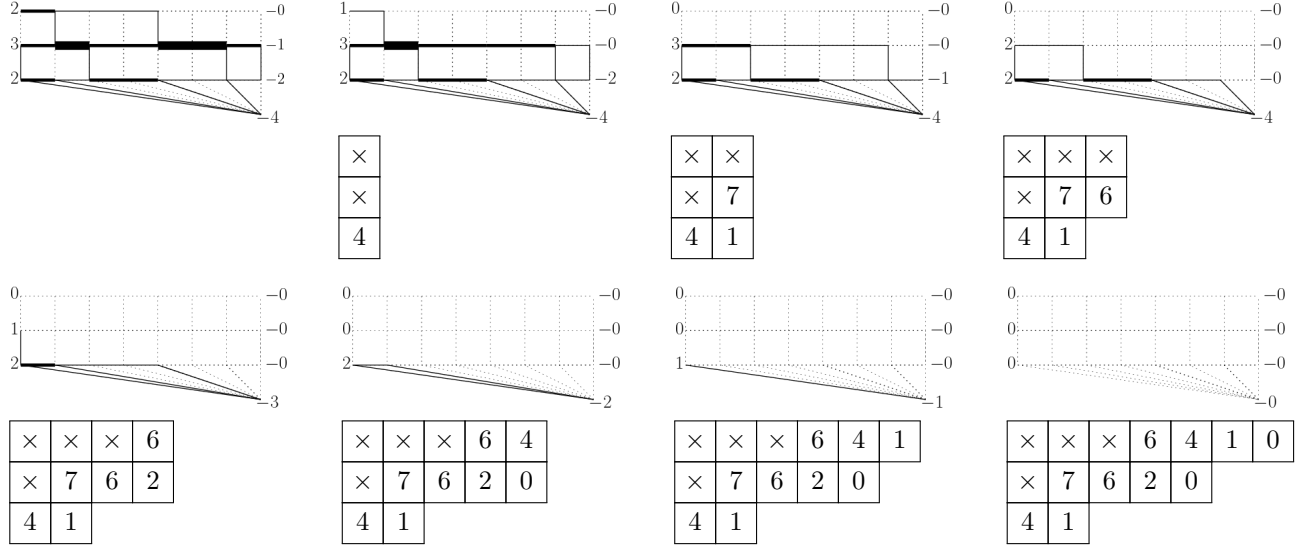 2 −0 1 −0 0 −0 0 −0
3 −1 3 −0 3 −0 2 −0
2 −2 2 −2 2 −1 2 −0
−4 −4 −4 −4
× × × × × ×
× × 7 × 7 6
4 4 1 4 1
0 −0 0 −0 0 −0 0 −0
1 −0 0 −0 0 −0 0 −0
2 −0 2 −0 1 −0 0 −0
−3 −2 −1 −0
× × × 6 × × × 6 4 × × × 6 4 1 × × × 6 4 1 0
× 7 6 2 × 7 6 2 0 × 7 6 2 0 × 7 6 2 0
4 1 4 1 4 1 4 1